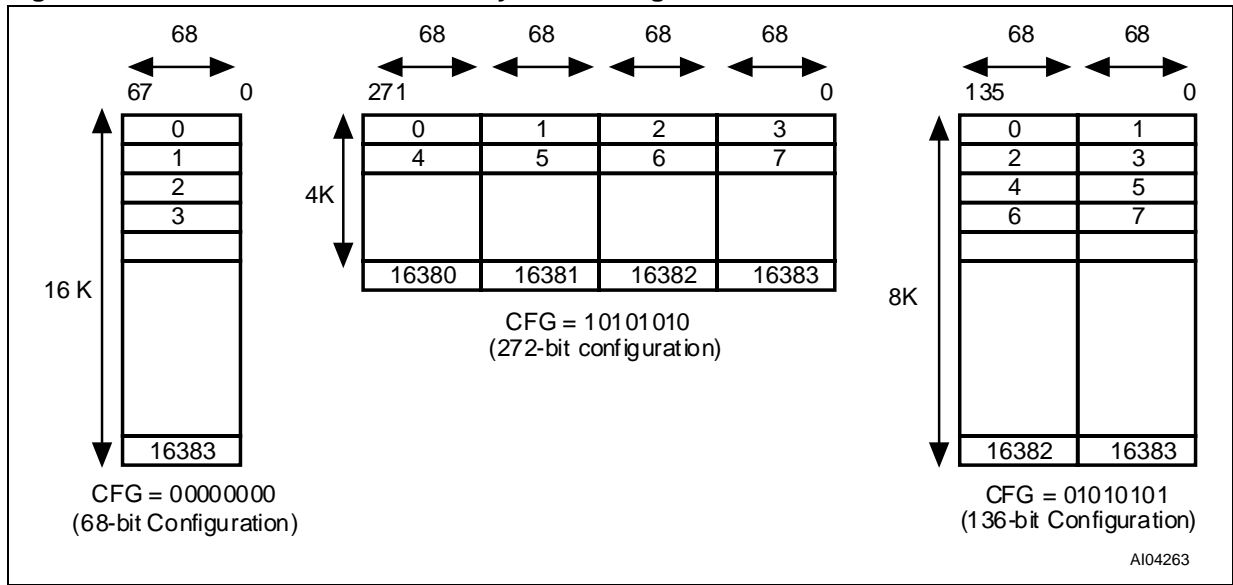 68
67 0
16 K
0
1
2
3
16383
CFG = 00000000
(68-bit Configuration)
68 68 68 68
271 0
4K
0 1 2 3
4 5 6 7
16380 16381 16382 16383
CFG = 10101010
(272-bit configuration)
68 68
135 0
8K
0 1
2 3
4 5
6 7
16382 16383
CFG = 01010101
(136-bit Configuration)
AI04263